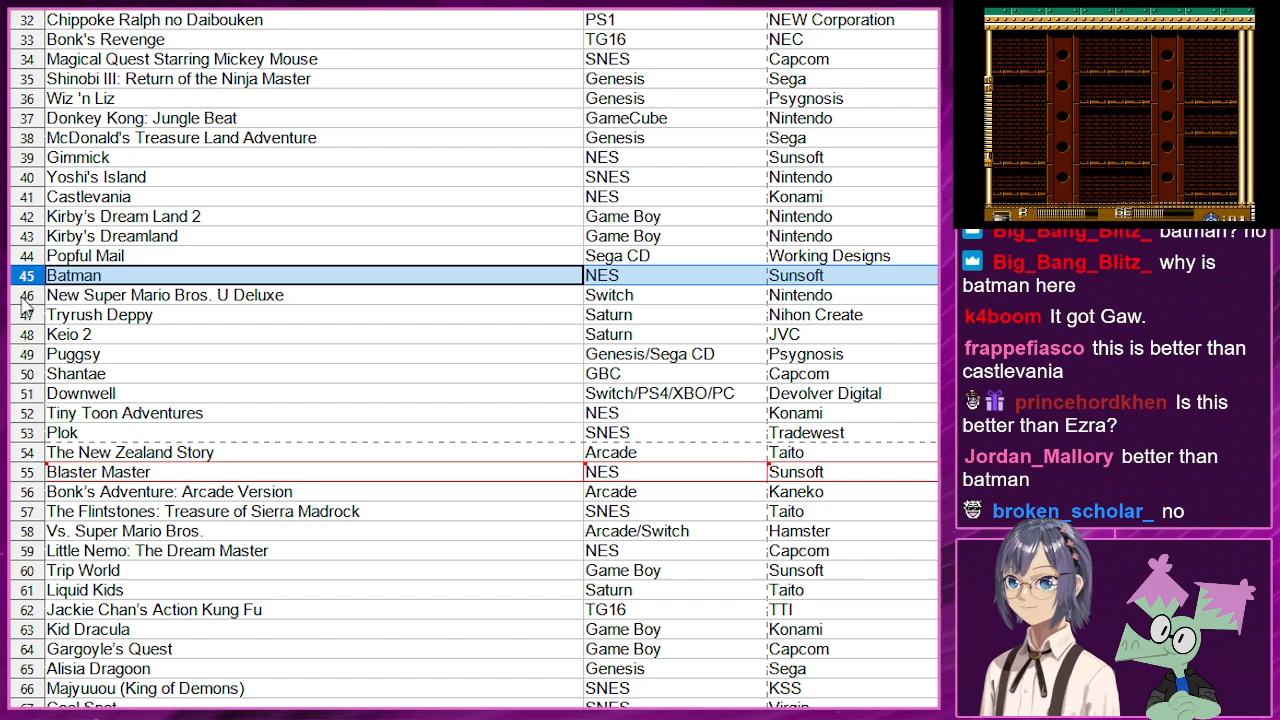 32 Chippoke Ralph no Daibouken PS1 NEW Corporation
33 Bonk's Revenge TG16 NEC
34 Magical Quest Starring Mickey Mouse SNES
35 Shinobi III: Return of the Ninja Master Genesis Sega
36 Wiz n Liz Genesis Psygnosis
37 Donkey Kong: Jungle Beat GameCube Nintendo
38 McDonald's Treasure Land Adventure Genesis Sega
39 Gimmick NES Sunsoft
40 Yoshi's Island SNES Nintendo
41 Castlevania NES Konami
42 Kirby's Dream Land 2 Game Boy Nintendo
43 Kirby's Dreamland Game Boy Nintendo
44 Popful Mail Sega CD Working Designs
45 Batman NES Sunsoft
46 New Super Mario Bros. U Deluxe Switch Nintendo
47 Tryrush Deppy Saturn Nihon Create
48 Keio 2 Saturn JVC
49 Puggsy Genesis/Sega CD Psygnosis
50 Shantae GBC Capcom
51 Downwell Switch/PS4/XBO/PC Devolver Digital
52 Tiny Toon Adventures NES Konami
53 Plok SNES Tradewest
54 The New Zealand Story Arcade Taito
55 Blaster Master NES Sunsoft
56 Bonk's Adventure: Arcade Version Arcade Kaneko
57 The Flintstones: Treasure of Sierra Madrock SNES Taito
58 Vs. Super Mario Bros. Arcade/Switch Hamster
59 Little Nemo: The Dream Master NES Capcom
60 Trip World Game Boy Sunsoft
61 Liquid Kids Saturn Taito
62 Jackie Chan's Action Kung Fu TG16 TTI
63 Kid Dracula Game Boy Konami
64 Gargoyle's Quest Game Boy Capcom
65 Alisia Dragoon Genesis Sega
66 Majyuuou (King of Demons) SNES KSS
Cool Spot SNES Virgin
Big_Bang_Blitz_ batman? no
Big_Bang_Blitz_ why is
batman here
k4boom It got Gaw.
frappefiasco this is better than
castlevania
princehordkhen Is this
better than Ezra?
Jordan_Mallory better than
batman
broken_scholar_ no